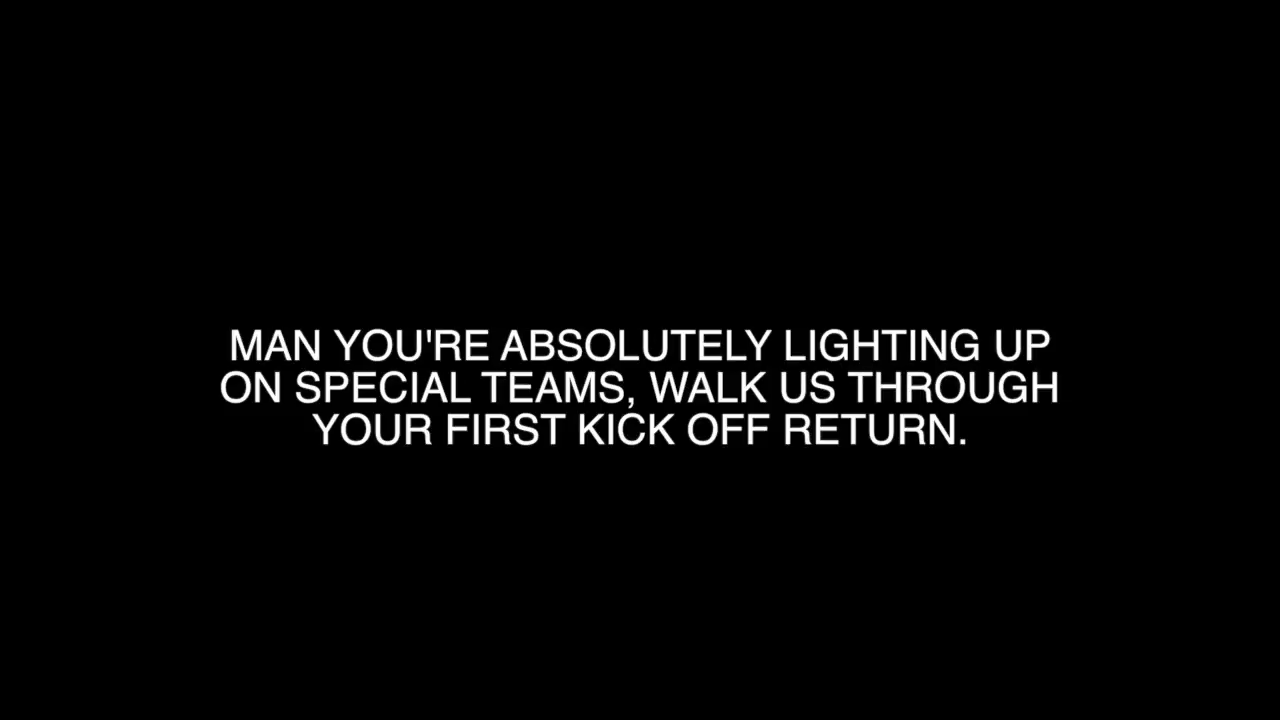 MAN YOU'RE ABSOLUTELY LIGHTING UP
ON SPECIAL TEAMS, WALK US THROUGH
YOUR FIRST KICK OFF RETURN.